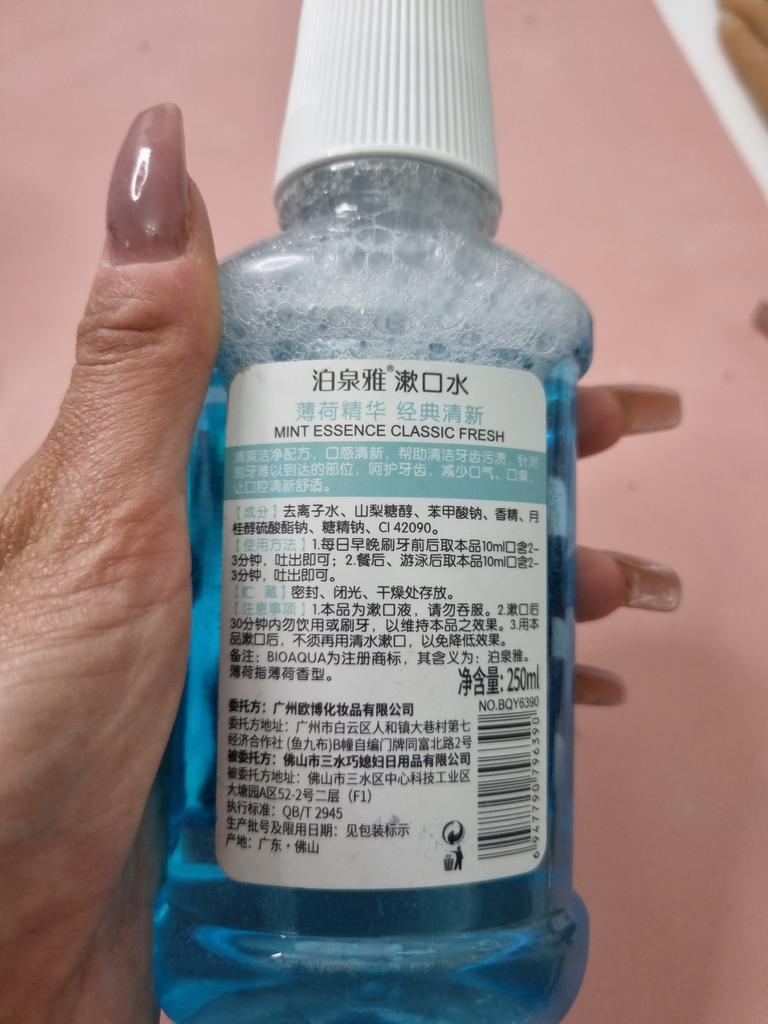 泊泉雅®漱口水
薄荷精华 经典清新
MINT ESSENCE CLASSIC FRESH
清爽洁净配方，口感清新，帮助清洁牙齿污渍，针对
刷牙难以到达的部位，呵护牙齿，减少口气、口臭，
让口腔清新舒适。
【成分】去离子水、山梨糖醇、苯甲酸钠、香精、月
桂醇硫酸酯钠、糖精钠、CI 42090。
【使用方法】1.每日早晚刷牙前后取本品10ml口含2-
3分钟，吐出即可；2.餐后、游泳后取本品10ml口含2-
3分钟，吐出即可。
【贮 藏】密封、闭光、干燥处存放。
【注意事项】1.本品为漱口液，请勿吞服。2.漱口后
30分钟内勿饮用或刷牙，以维持本品之效果。3.用本
品漱口后，不须再用清水漱口，以免降低效果。
备注：BIOAQUA为注册商标，其含义为：泊泉雅。
薄荷指薄荷香型。
净含量: 250ml
NO.BQY6390
委托方：广州欧博化妆品有限公司
委托方地址：广州市白云区人和镇大巷村第七
经济合作社 (鱼九布)B幢自编门牌同富北路2号
被委托方：佛山市三水巧媳妇日用品有限公司
被委托方地址：佛山市三水区中心科技工业区
大塘园A区52-2号二层（F1）
执行标准：QB/T 2945
生产批号及限用日期：见包装标示
产地：广东·佛山
6 947790 796390